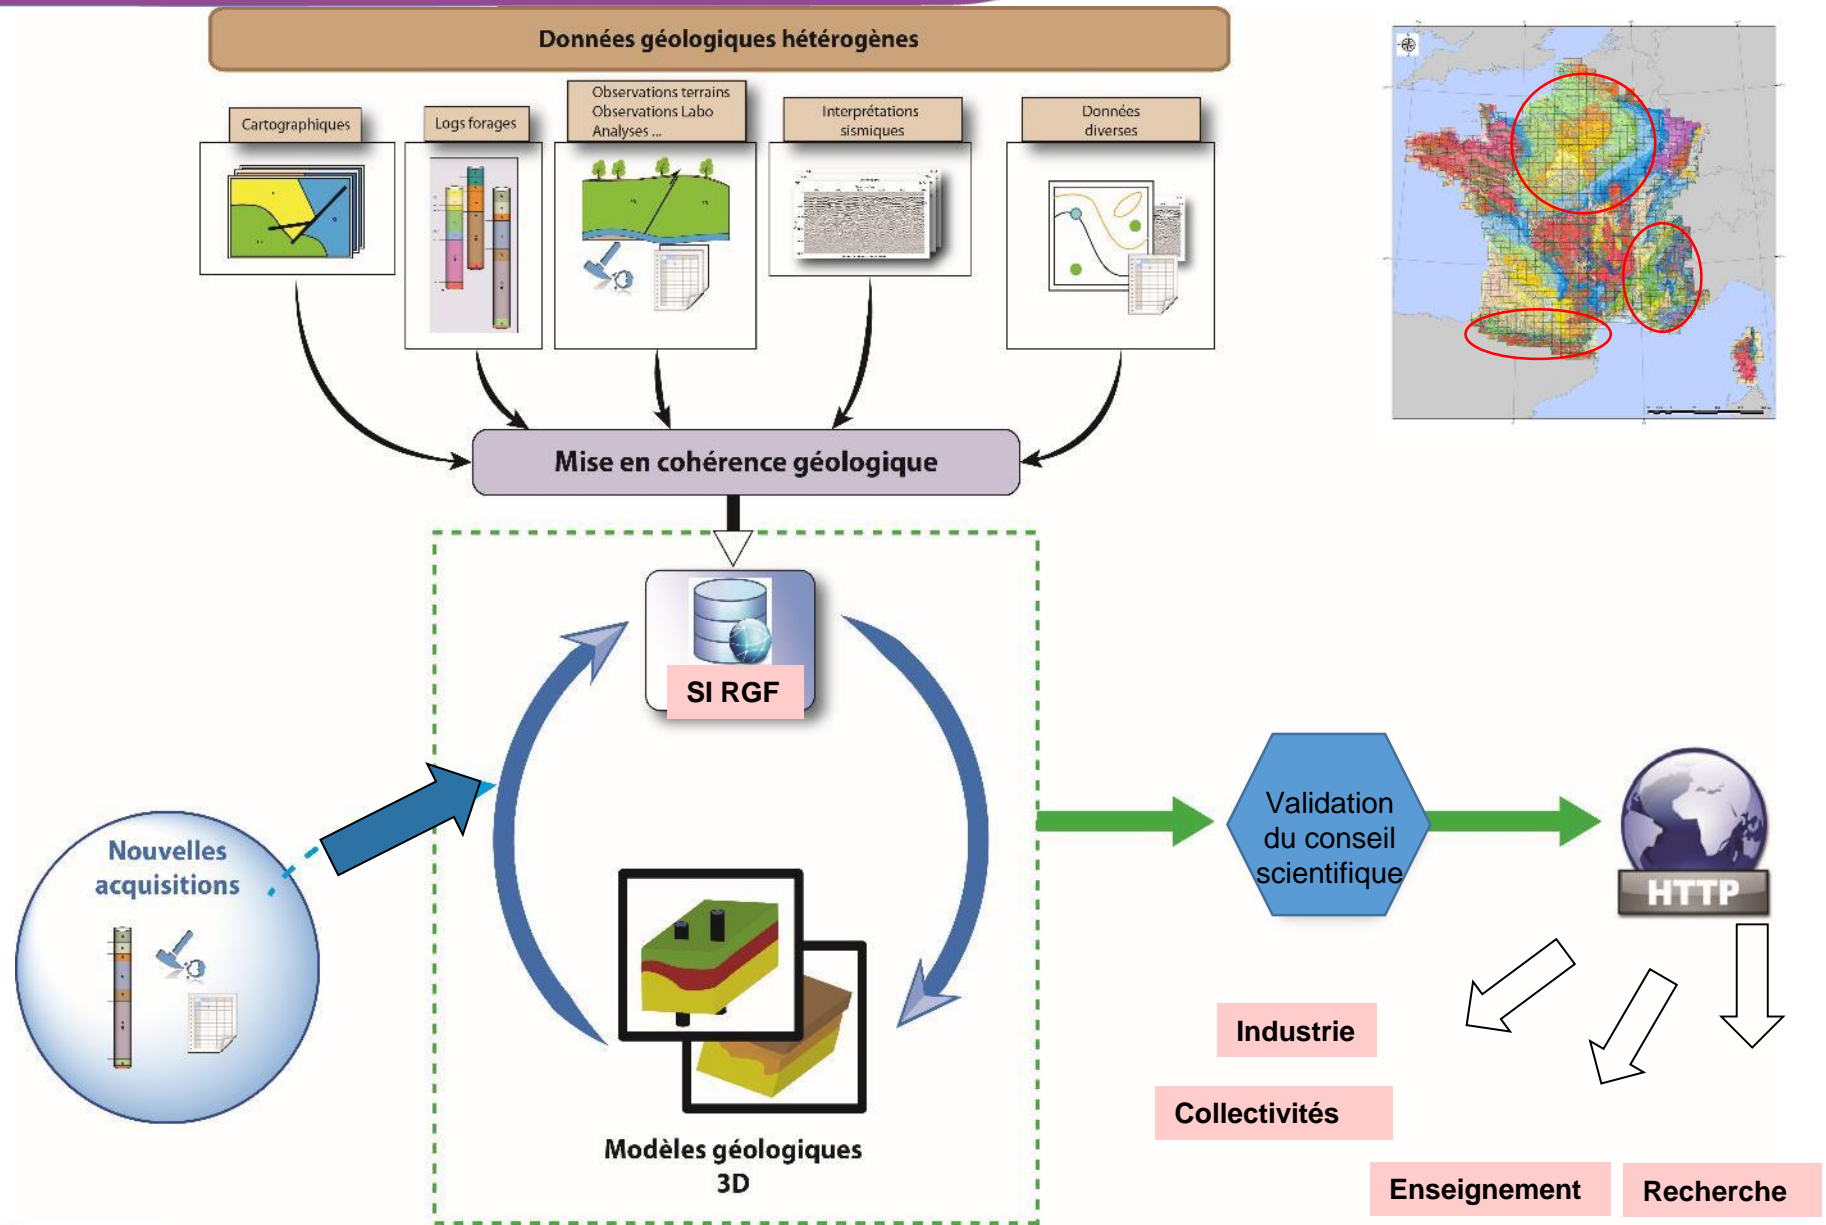 Données géologiques hétérogènes
Cartographiques
Logs forages
Observations terrains
Observations Labo
Analyses ...
Interprétations
sismiques
Données
diverses
Mise en cohérence géologique
SI RGF
Nouvelles
acquisitions
Validation
du conseil
scientifique
HTTP
Modèles géologiques
3D
Industrie
Collectivités
Enseignement
Recherche